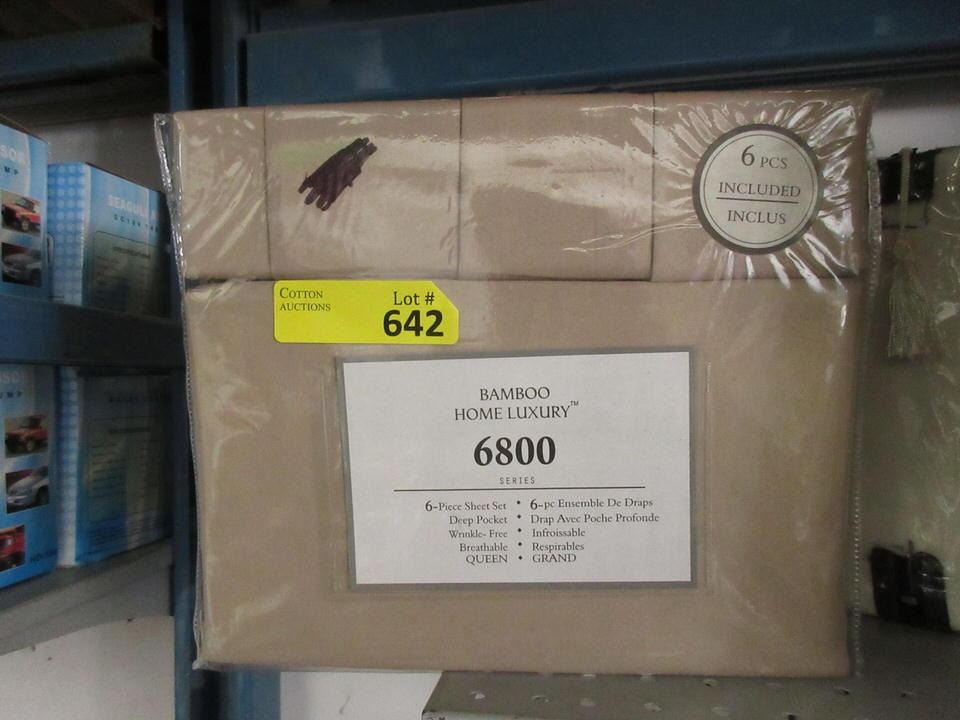 6 PCS
INCLUDED
INCLUS
COTTON
AUCTIONS
Lot #
642
BAMBOO
HOME LUXURY™
6800
SERIES
6-Piece Sheet Set • 6-pc Ensemble De Draps
Deep Pocket • Drap Avec Poche Profonde
Wrinkle- Free • Infroissable
Breathable • Respirables
QUEEN • GRAND
SEAGULL